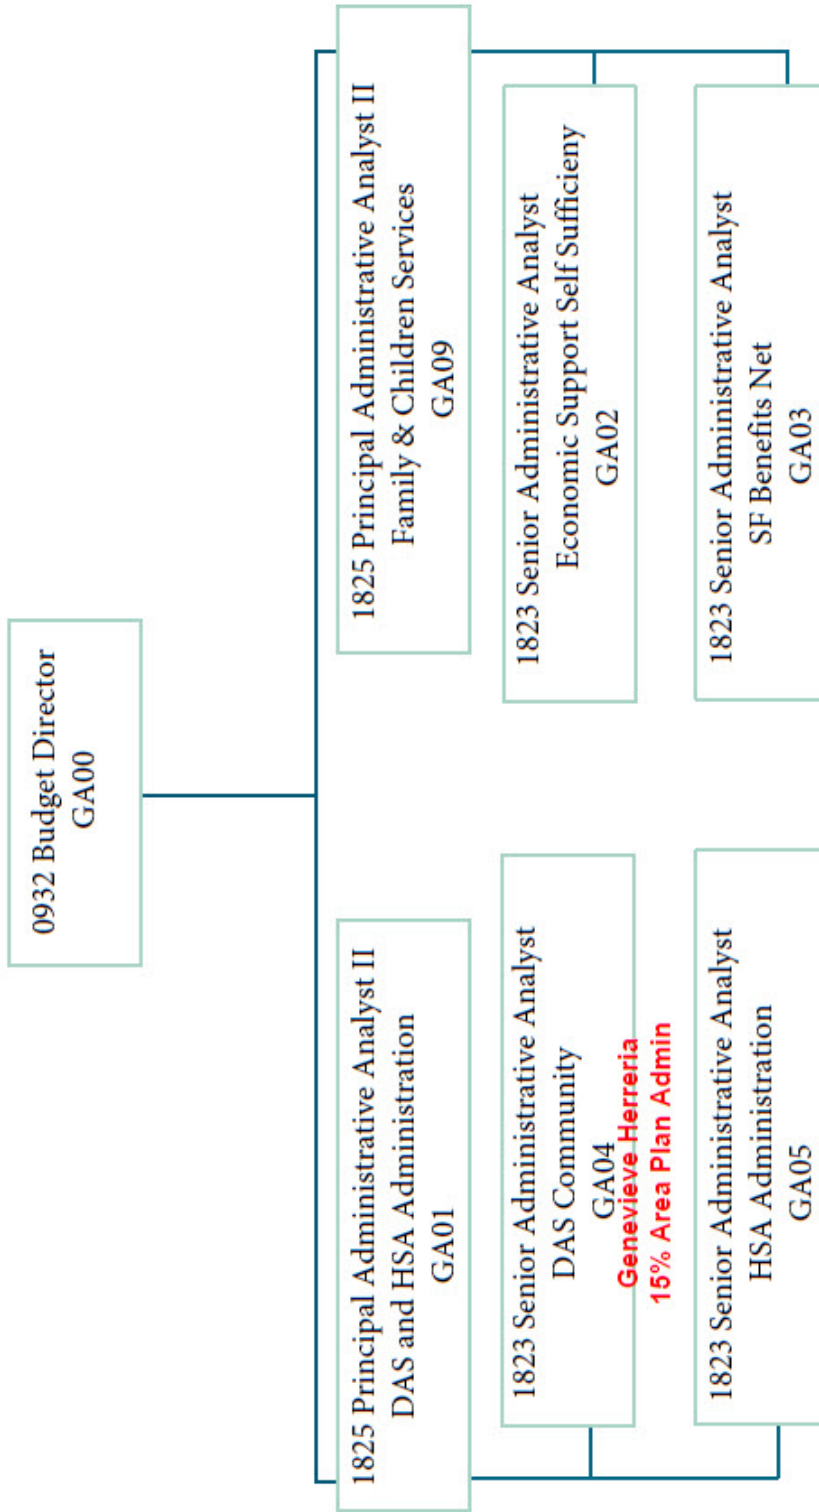 0932 Budget Director
GA00
1825 Principal Administrative Analyst II
DAS and HSA Administration
GA01
1823 Senior Administrative Analyst
DAS Community
GA04
Genevieve Herreria
15% Area Plan Admin
1823 Senior Administrative Analyst
HSA Administration
GA05
1825 Principal Administrative Analyst II
Family & Children Services
GA09
1823 Senior Administrative Analyst
Economic Support Self Sufficieny
GA02
1823 Senior Administrative Analyst
SF Benefits Net
GA03